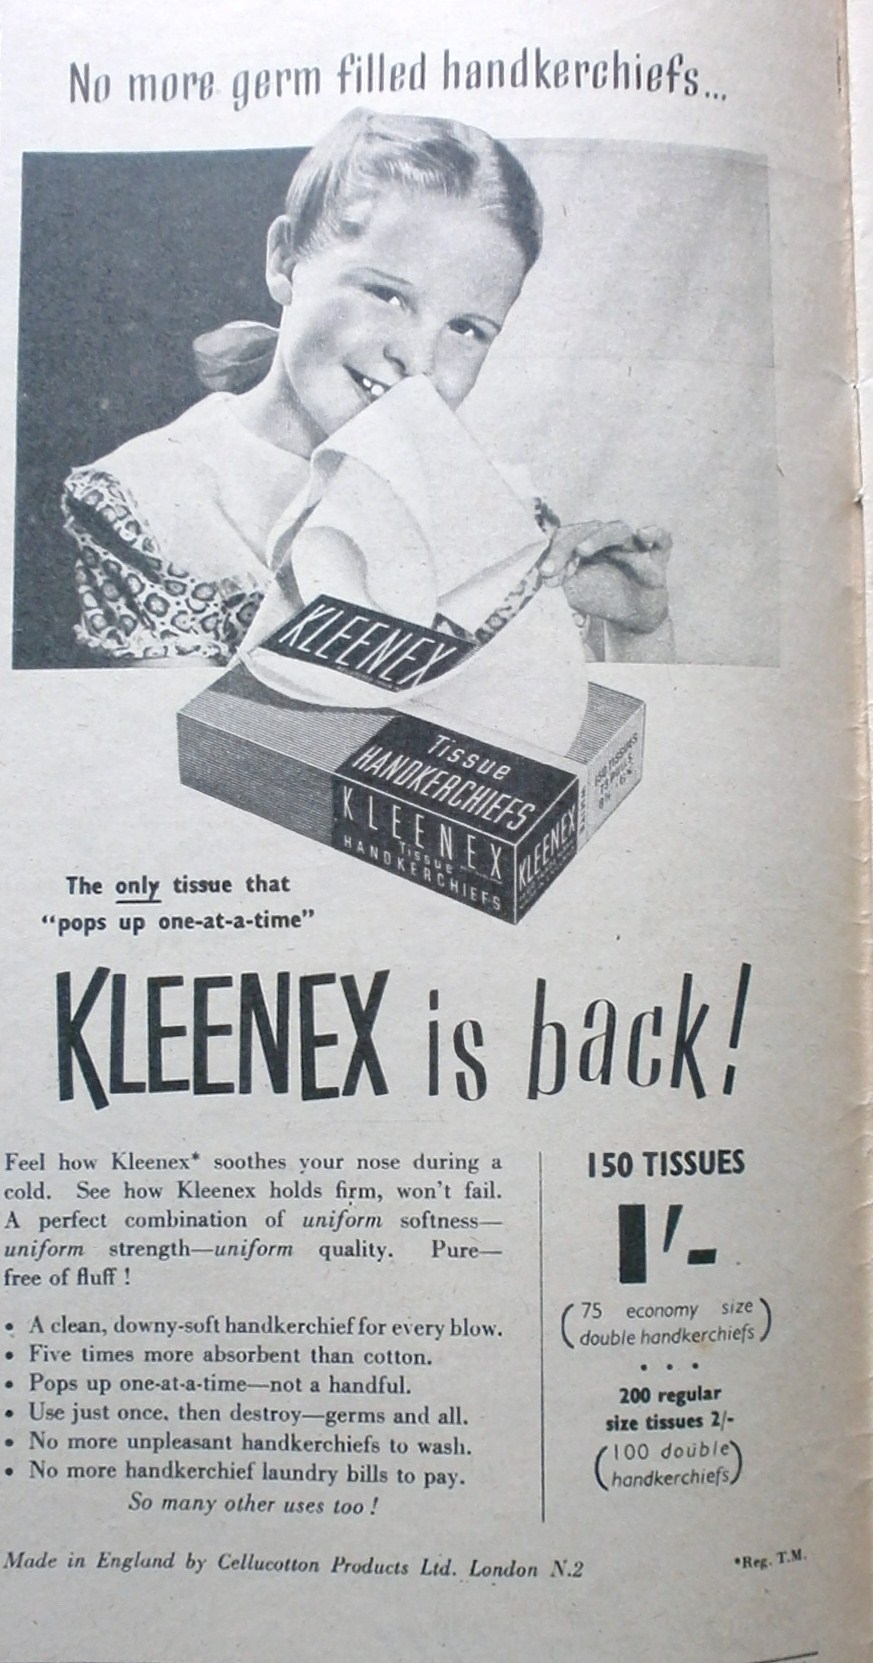 No more germ filled handkerchiefs...
KLEENEX
Tissue
HANDKERCHIEFS
KLEENEX
Tissue
HANDKERCHIEFS
KLEENEX
150 TISSUES
The only tissue that
“pops up one-at-a-time”
KLEENEX is back!
Feel how Kleenex* soothes your nose during a
cold. See how Kleenex holds firm, won't fail.
A perfect combination of uniform softness—
uniform strength—uniform quality. Pure—
free of fluff !
• A clean, downy-soft handkerchief for every blow.
• Five times more absorbent than cotton.
• Pops up one-at-a-time—not a handful.
• Use just once, then destroy—germs and all.
• No more unpleasant handkerchiefs to wash.
• No more handkerchief laundry bills to pay.
So many other uses too !
150 TISSUES
1/-
(75 economy size
double handkerchiefs)
• • •
200 regular
size tissues 2/-
(100 double
handkerchiefs)
Made in England by Cellucotton Products Ltd. London N.2
*Reg. T.M.